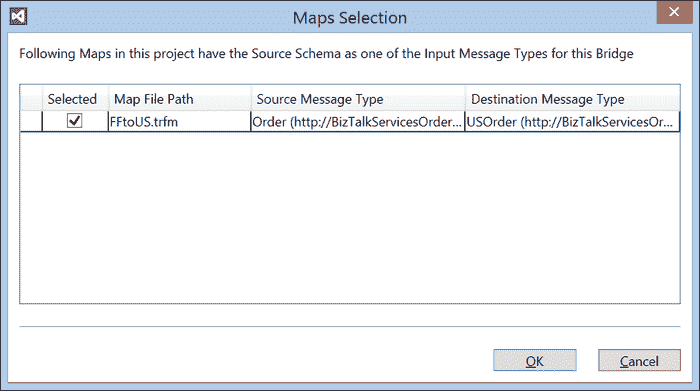 Maps Selection
Following Maps in this project have the Source Schema as one of the Input Message Types for this Bridge
Selected Map File Path Source Message Type Destination Message Type
FFtoUS.trfm Order (http://BizTalkServicesOrder... USOrder (http://BizTalkServicesOr...
OK Cancel